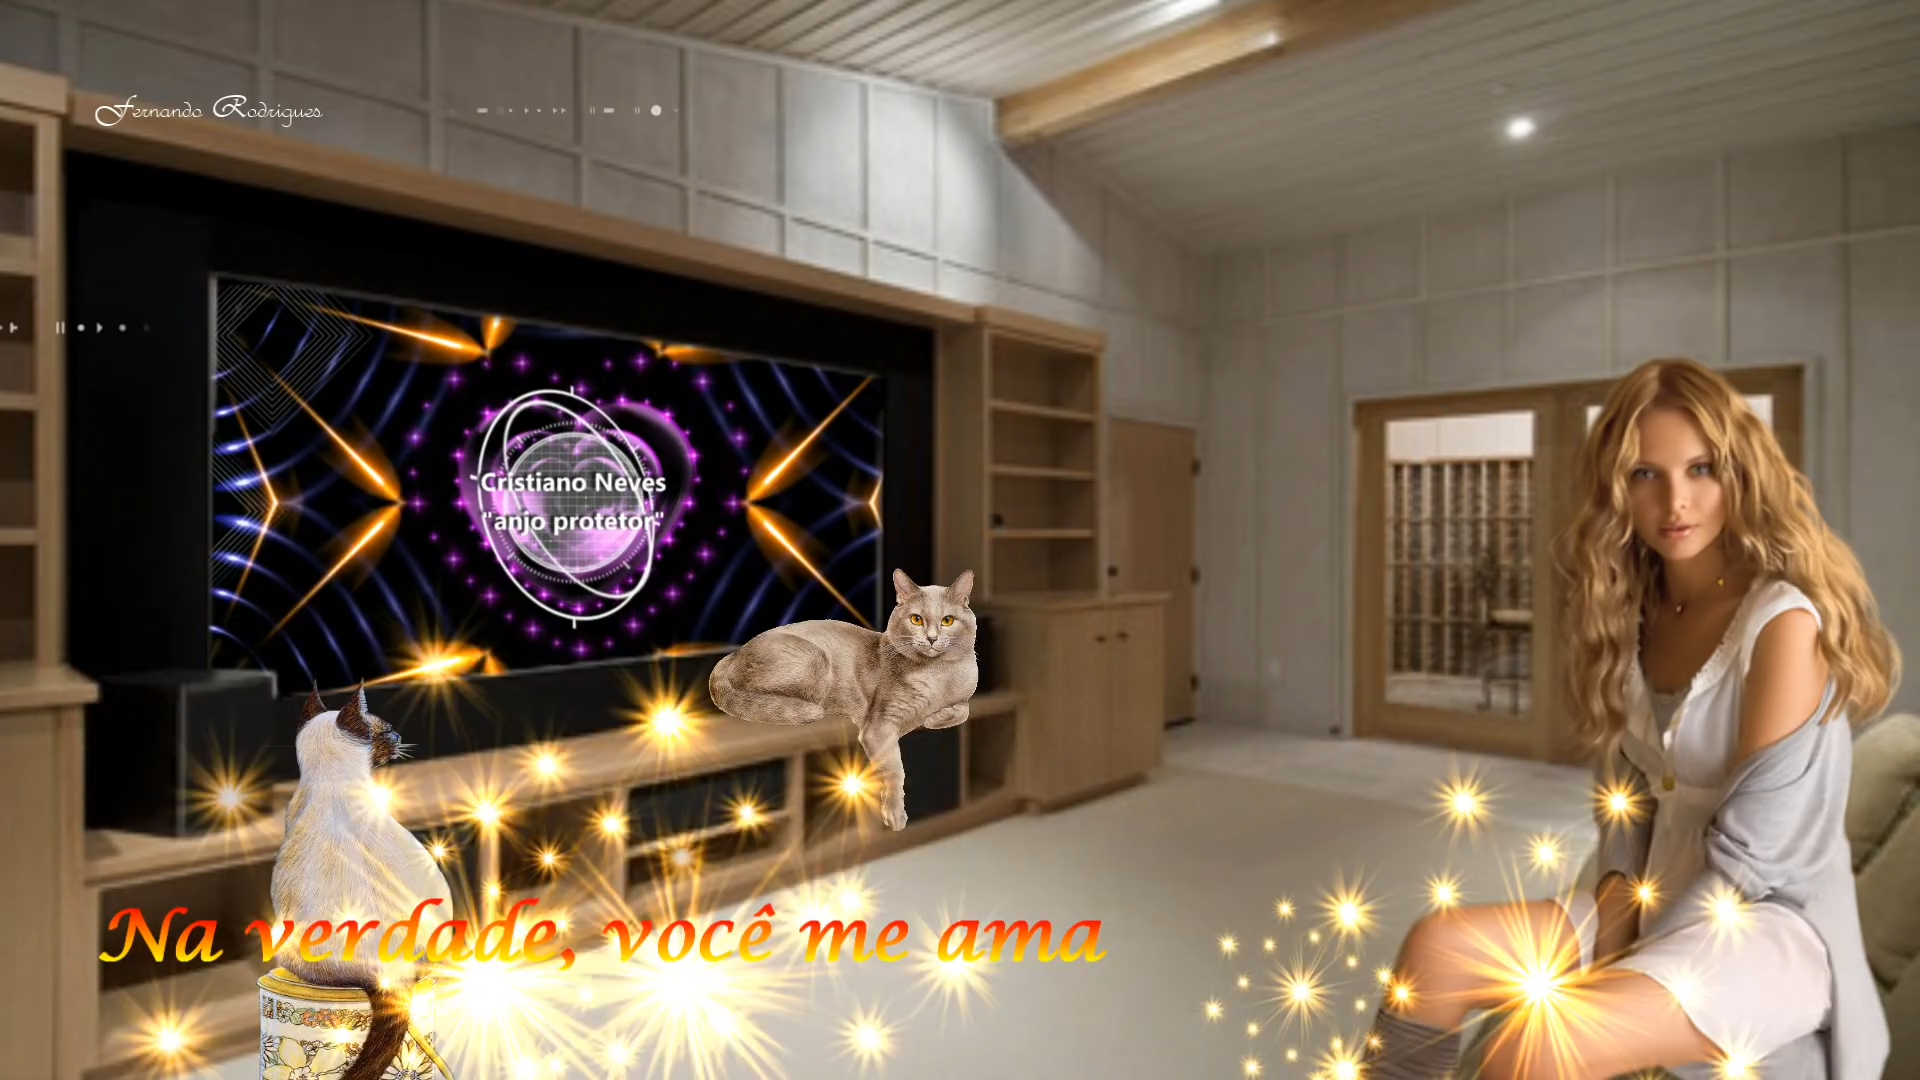 Fernando Rodrigues
Cristiano Neves
"anjo protetor"
Na verdade, você me ama